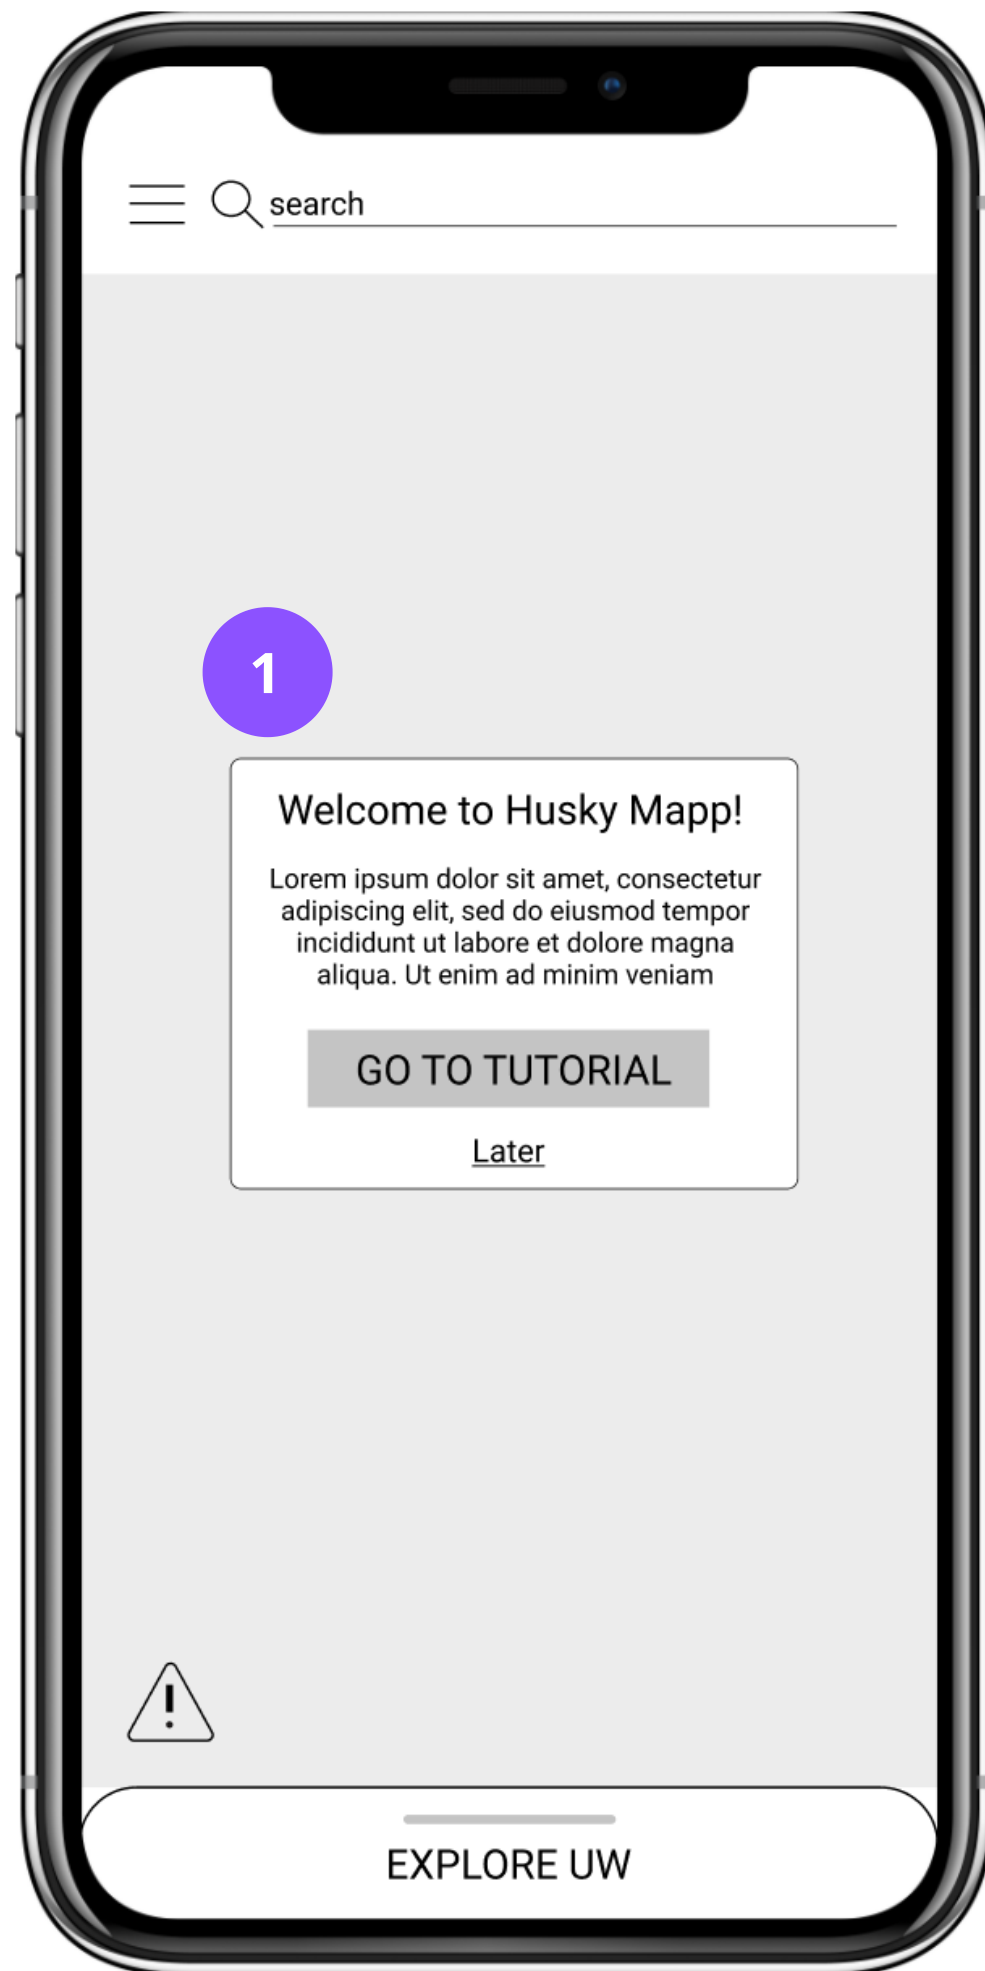 search
1
Welcome to Husky Mapp!
Lorem ipsum dolor sit amet, consectetur
adipiscing elit, sed do eiusmod tempor
incididunt ut labore et dolore magna
aliqua. Ut enim ad minim veniam
GO TO TUTORIAL
Later
!
EXPLORE UW